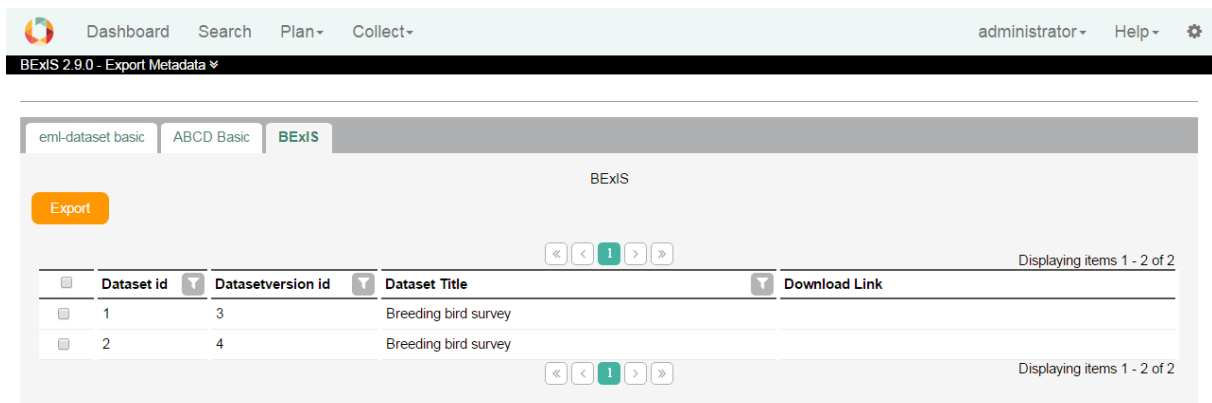 Dashboard Search Plan Collect administrator Help
BExIS 2.9.0 - Export Metadata
eml-dataset basic ABCD Basic BExIS
BExIS
Export
« < 1 > »
Displaying items 1 - 2 of 2
Dataset id Datasetversion id Dataset Title Download Link
1 3 Breeding bird survey
2 4 Breeding bird survey
« < 1 > »
Displaying items 1 - 2 of 2